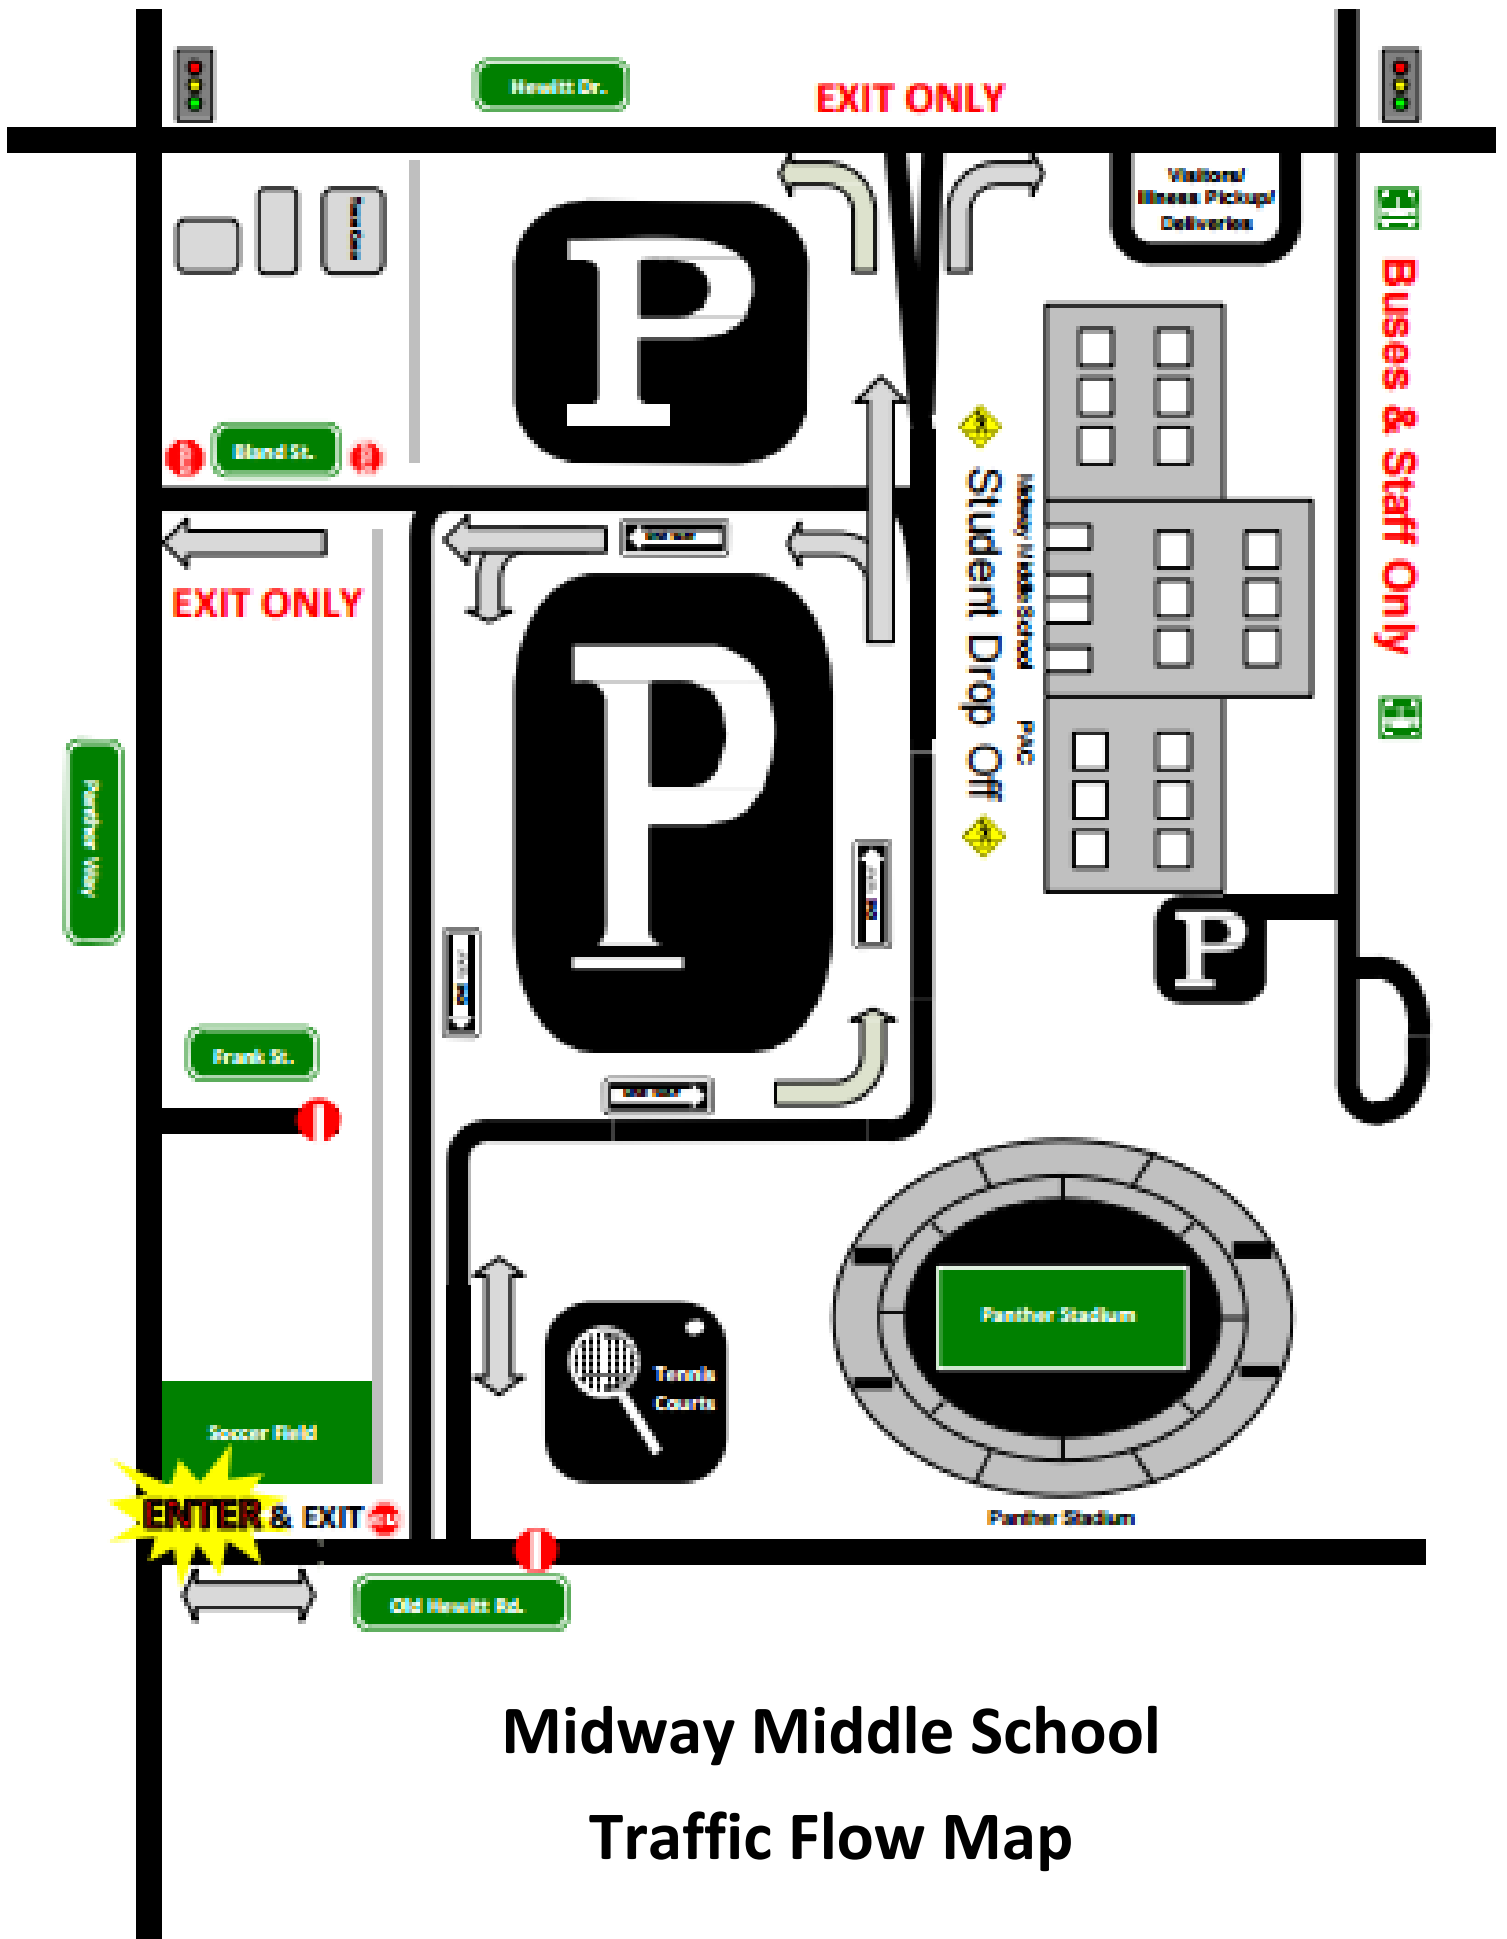 Hewitt Dr.
EXIT ONLY
Visitors/
Illness Pickup/
Deliveries
Buses & Staff Only
Bland St.
EXIT ONLY
Student Drop Off
Midway Middle School
PAC
Panther Way
Frank St.
P
P
P
Tennis
Courts
Panther Stadium
Soccer Field
ENTER & EXIT
Panther Stadium
Old Hewitt Rd.
Midway Middle School
Traffic Flow Map